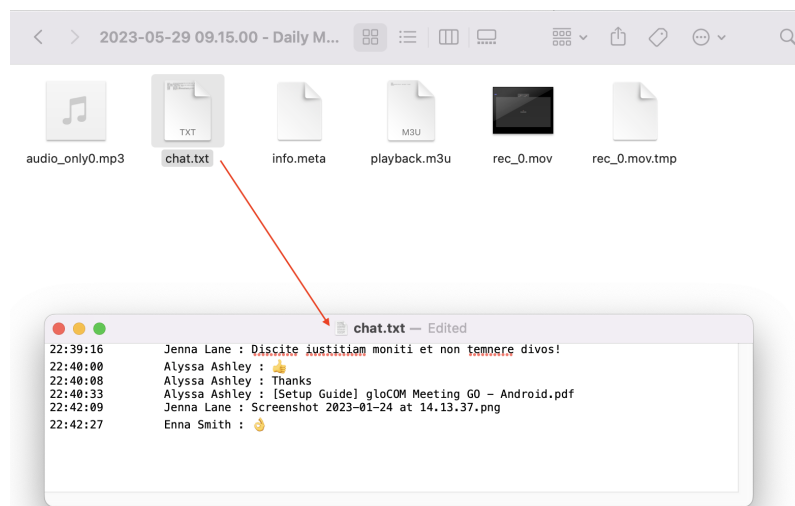 2023-05-29 09.15.00 - Daily M...
TXT
M3U
audio_only0.mp3 chat.txt info.meta playback.m3u rec_0.mov rec_0.mov.tmp
chat.txt — Edited
22:39:16 Jenna Lane : Discite iustitiam moniti et non temnere divos!
22:40:00 Alyssa Ashley : 👍
22:40:08 Alyssa Ashley : Thanks
22:40:33 Alyssa Ashley : [Setup Guide] gloCOM Meeting GO - Android.pdf
22:42:09 Jenna Lane : Screenshot 2023-01-24 at 14.13.37.png
22:42:27 Enna Smith : 👌